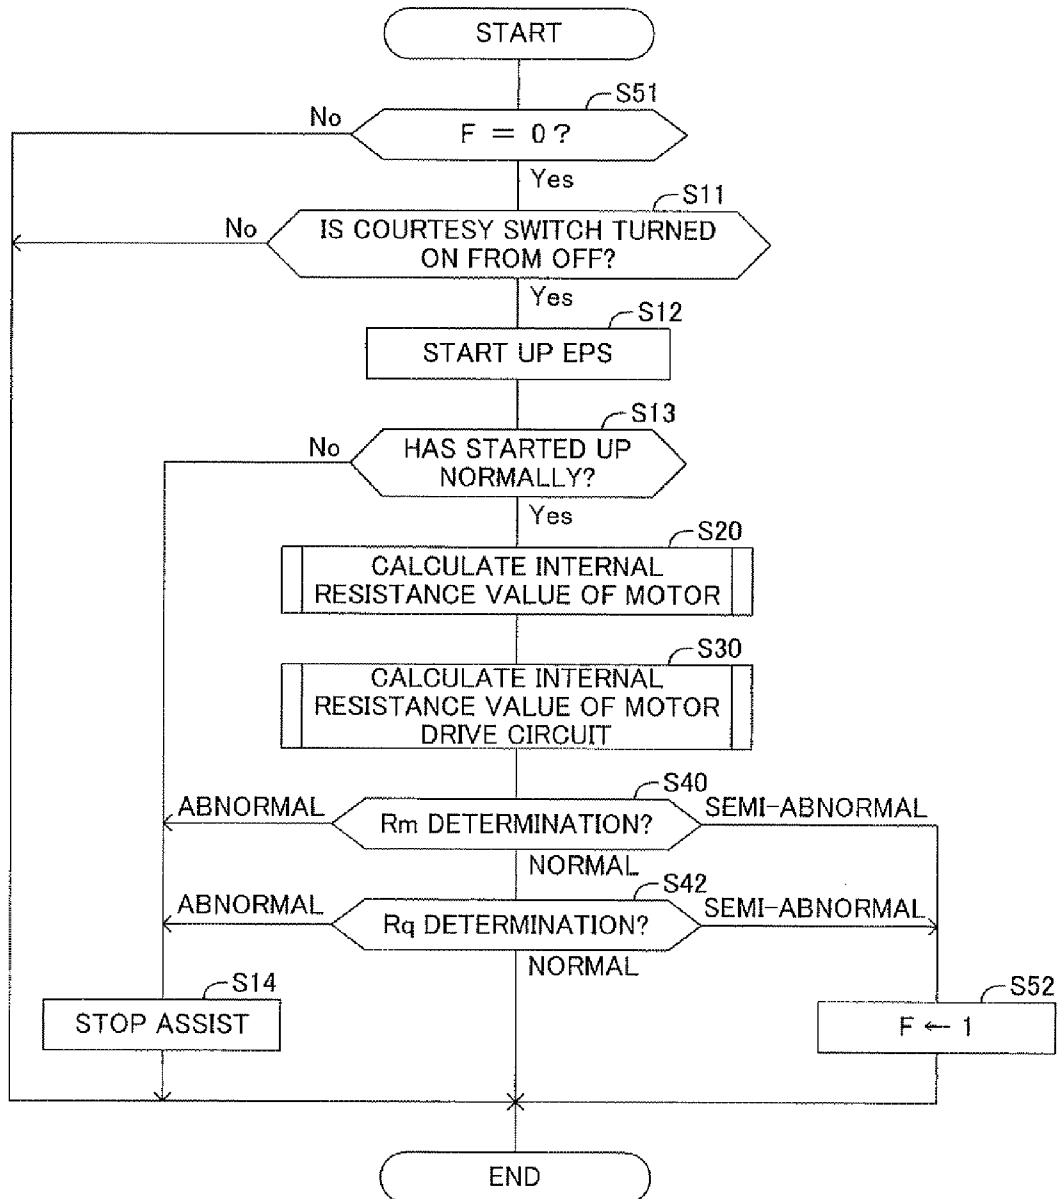 START
S51
No
F = 0?
Yes
S11
No
IS COURTESY SWITCH TURNED
ON FROM OFF?
Yes
S12
START UP EPS
S13
No
HAS STARTED UP
NORMALLY?
Yes
S20
CALCULATE INTERNAL
RESISTANCE VALUE OF MOTOR
S30
CALCULATE INTERNAL
RESISTANCE VALUE OF MOTOR
DRIVE CIRCUIT
S40
ABNORMAL
Rm DETERMINATION?
SEMI-ABNORMAL
NORMAL
S42
ABNORMAL
Rq DETERMINATION?
SEMI-ABNORMAL
NORMAL
S14
STOP ASSIST
S52
F ← 1
END